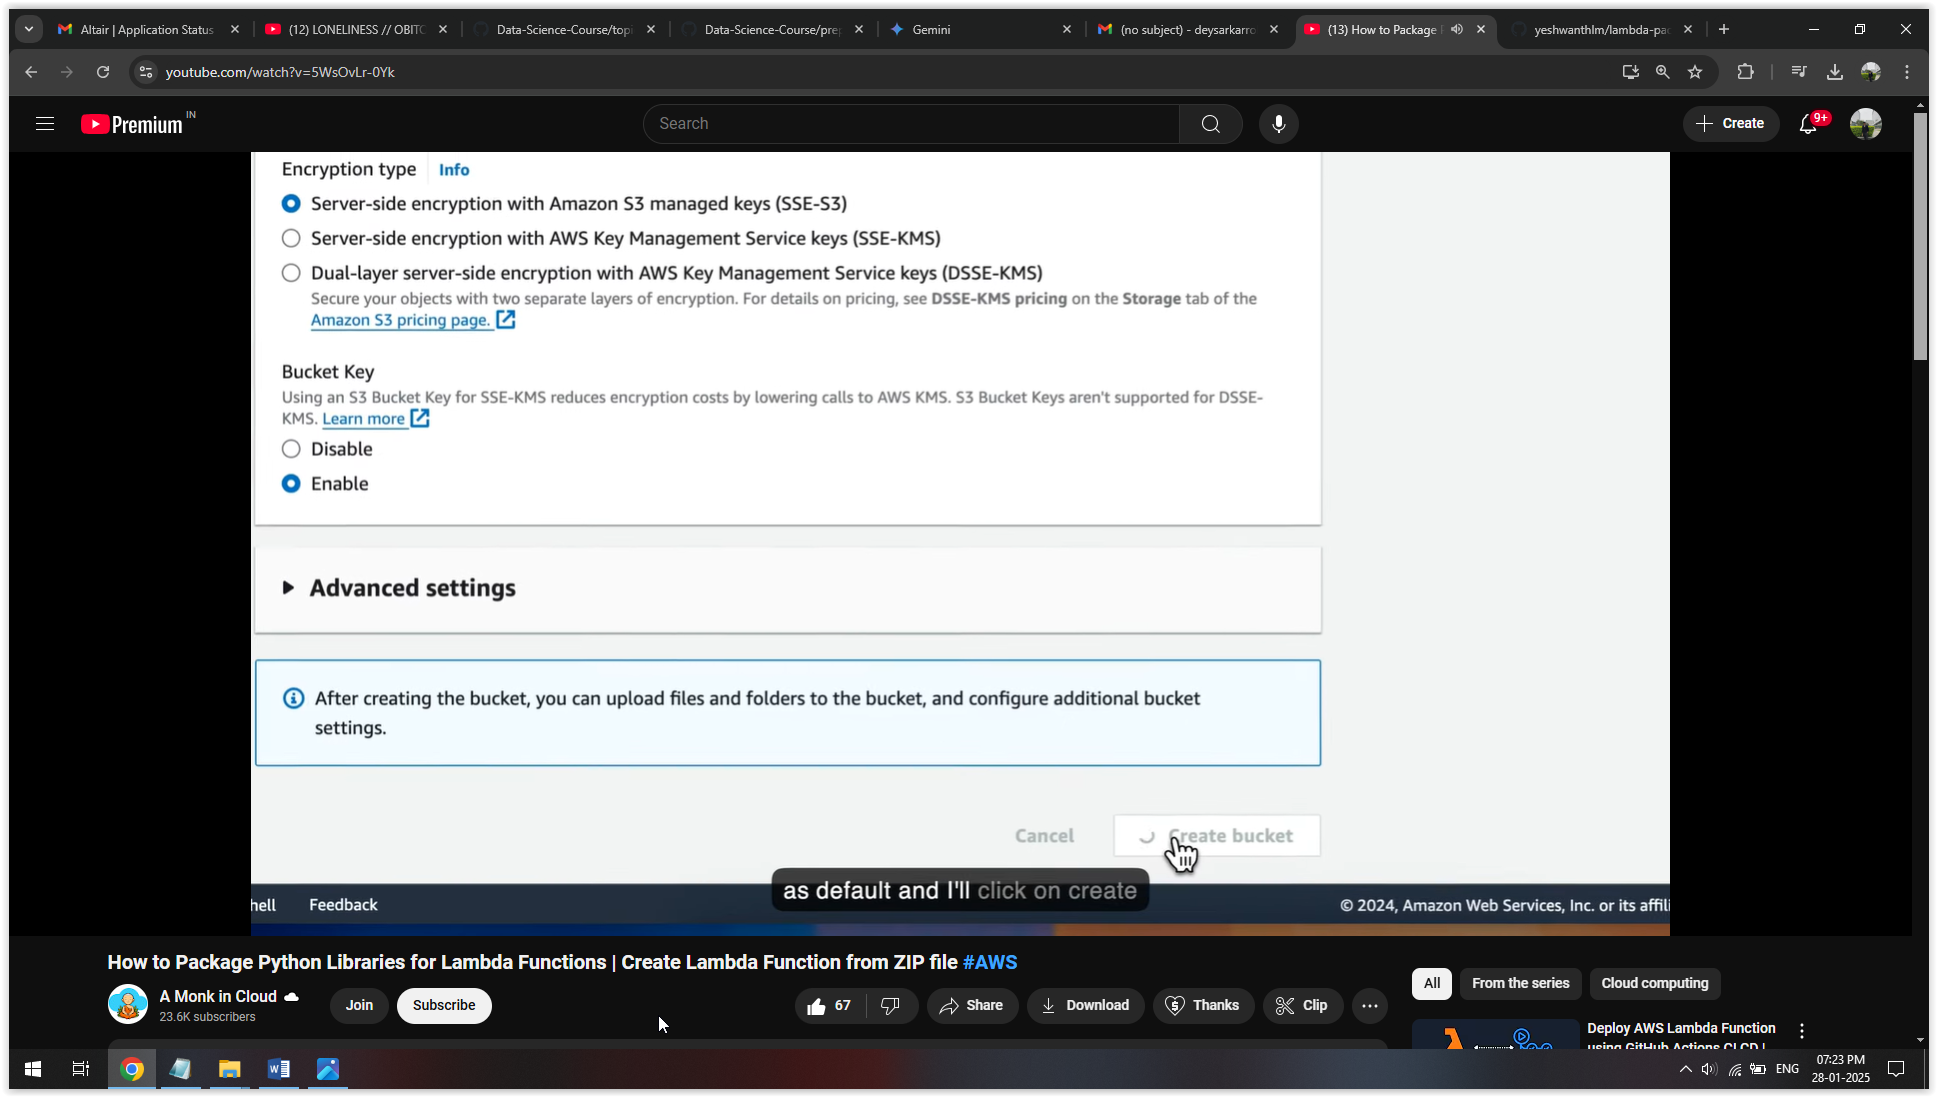 Altair | Application Status
(12) LONELINESS // OBITO
Data-Science-Course/topi
Data-Science-Course/prep
Gemini
(no subject) - deysarkarro
(13) How to Package
yeshwanthlm/lambda-pac
youtube.com/watch?v=5WsOvLr-0Yk
Premium IN
Search
Create
9+
Encryption type
Info
Server-side encryption with Amazon S3 managed keys (SSE-S3)
Server-side encryption with AWS Key Management Service keys (SSE-KMS)
Dual-layer server-side encryption with AWS Key Management Service keys (DSSE-KMS)
Secure your objects with two separate layers of encryption. For details on pricing, see DSSE-KMS pricing on the Storage tab of the
Amazon S3 pricing page.
Bucket Key
Using an S3 Bucket Key for SSE-KMS reduces encryption costs by lowering calls to AWS KMS. S3 Bucket Keys aren't supported for DSSE-
KMS. Learn more
Disable
Enable
Advanced settings
After creating the bucket, you can upload files and folders to the bucket, and configure additional bucket
settings.
Cancel
Create bucket
as default and I'll click on create
hell
Feedback
© 2024, Amazon Web Services, Inc. or its affili
How to Package Python Libraries for Lambda Functions | Create Lambda Function from ZIP file #AWS
A Monk in Cloud
23.6K subscribers
Join
Subscribe
67
Share
Download
Thanks
Clip
All
From the series
Cloud computing
Deploy AWS Lambda Function
using GitHub Actions CI CD |
ENG
07:23 PM
28-01-2025